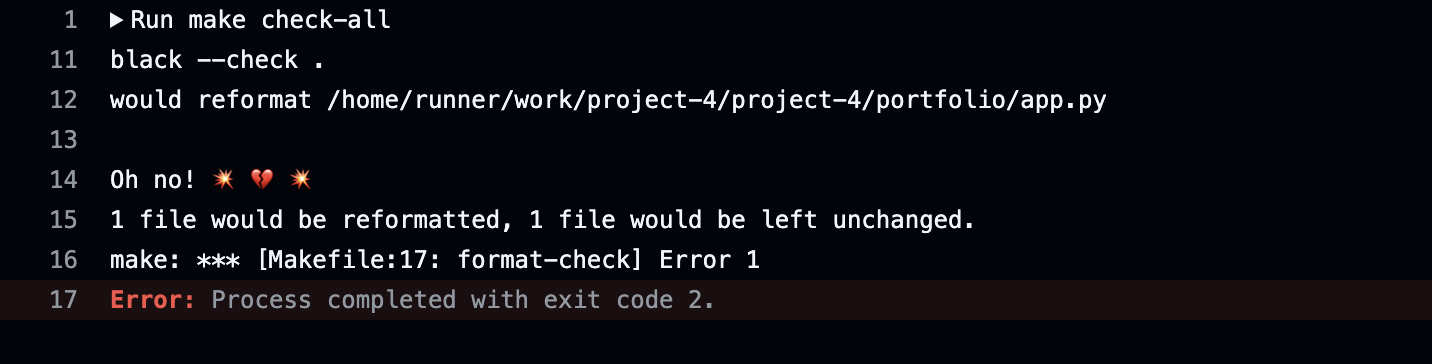 1 ▶ Run make check-all
11 black --check .
12 would reformat /home/runner/work/project-4/project-4/portfolio/app.py
13
14 Oh no! 💥 💔 💥
15 1 file would be reformatted, 1 file would be left unchanged.
16 make: *** [Makefile:17: format-check] Error 1
17 Error: Process completed with exit code 2.